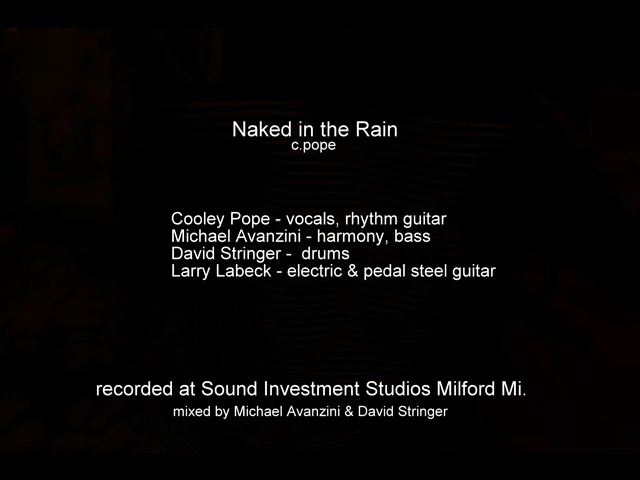 Naked in the Rain
c.pope
Cooley Pope - vocals, rhythm guitar
Michael Avanzini - harmony, bass
David Stringer -  drums
Larry Labeck - electric & pedal steel guitar
recorded at Sound Investment Studios Milford Mi.
mixed by Michael Avanzini & David Stringer